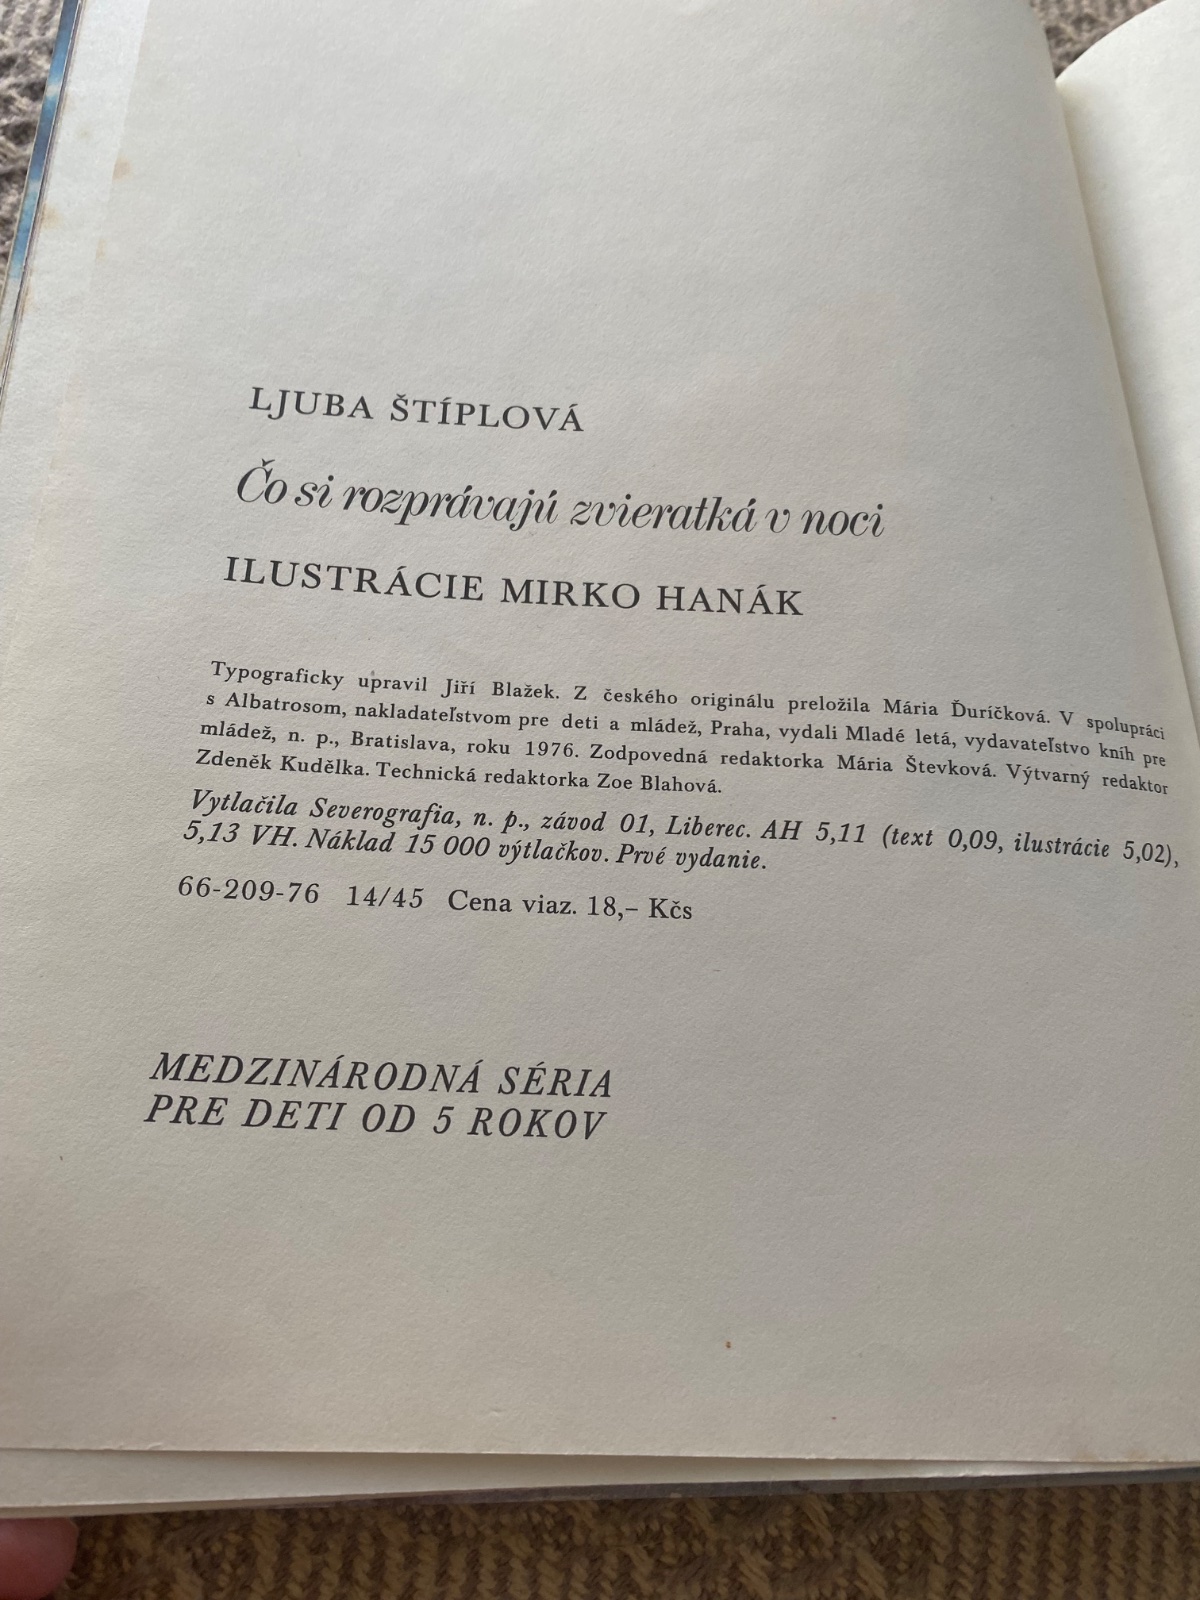 LJUBA ŠTÍPLOVÁ
Čo si rozprávajú zvieratká v noci
ILUSTRÁCIE MIRKO HANÁK
Typograficky upravil Jiří Blažek. Z českého originálu preložila Mária Ďuríčková. V spolupráci
s Albatrosom, nakladateľstvom pre deti a mládež, Praha, vydali Mladé letá, vydavateľstvo kníh pre
mládež, n. p., Bratislava, roku 1976. Zodpovedná redaktorka Mária Števková. Výtvarný redaktor
Zdeněk Kudělka. Technická redaktorka Zoe Blahová.
Vytlačila Severografia, n. p., závod 01, Liberec. AH 5,11 (text 0,09, ilustrácie 5,02),
5,13 VH. Náklad 15 000 výtlačkov. Prvé vydanie.
66-209-76 14/45 Cena viaz. 18,– Kčs
MEDZINÁRODNÁ SÉRIA
PRE DETI OD 5 ROKOV